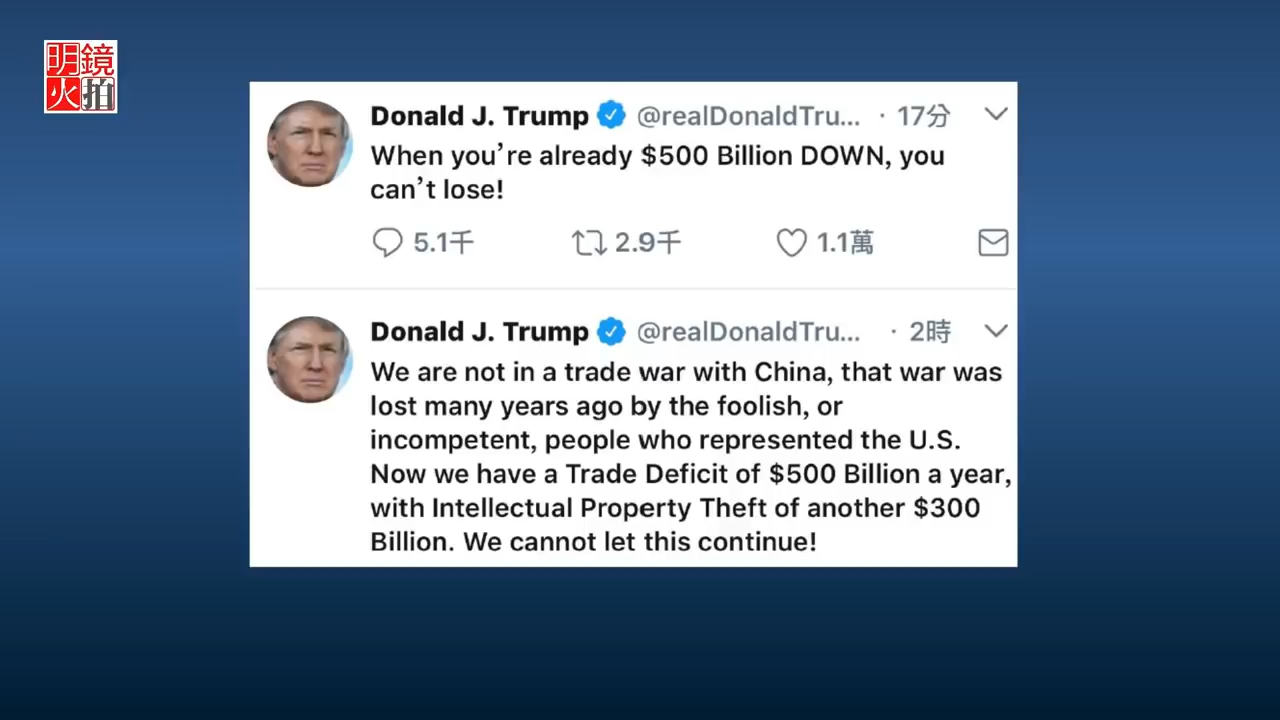 明鏡
火拍
Donald J. Trump @realDonaldTru... · 17分
When you’re already $500 Billion DOWN, you
can’t lose!
5.1千 2.9千 1.1萬
Donald J. Trump @realDonaldTru... · 2時
We are not in a trade war with China, that war was
lost many years ago by the foolish, or
incompetent, people who represented the U.S.
Now we have a Trade Deficit of $500 Billion a year,
with Intellectual Property Theft of another $300
Billion. We cannot let this continue!